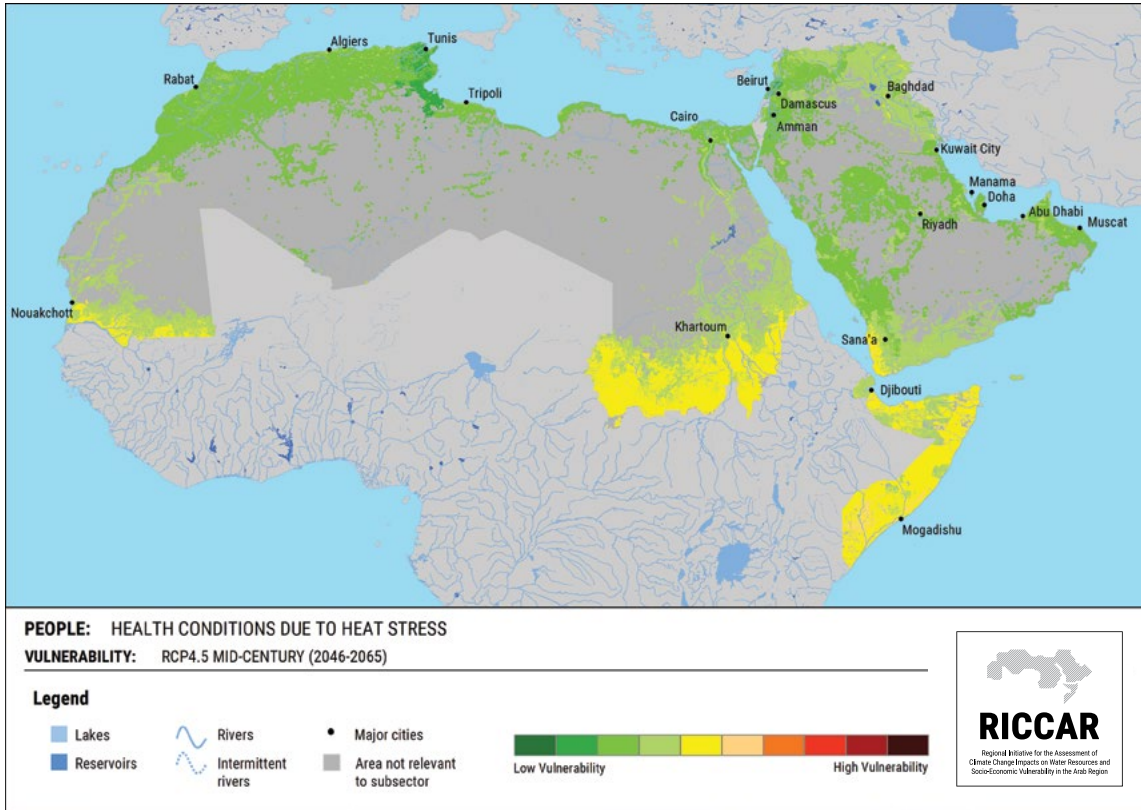 Algiers
Tunis
Rabat
Tripoli
Beirut
Baghdad
Damascus
Cairo
Amman
Kuwait City
Manama
Doha
Abu Dhabi
Riyadh
Muscat
Nouakchott
Khartoum
Sana'a
Djibouti
Mogadishu
PEOPLE: HEALTH CONDITIONS DUE TO HEAT STRESS
VULNERABILITY: RCP4.5 MID-CENTURY (2046-2065)
Legend
Lakes
Rivers
Major cities
Reservoirs
Intermittent
rivers
Area not relevant
to subsector
Low Vulnerability
High Vulnerability
RICCAR
Regional Initiative for the Assessment of
Climate Change Impacts on Water Resources and
Socio-Economic Vulnerability in the Arab Region